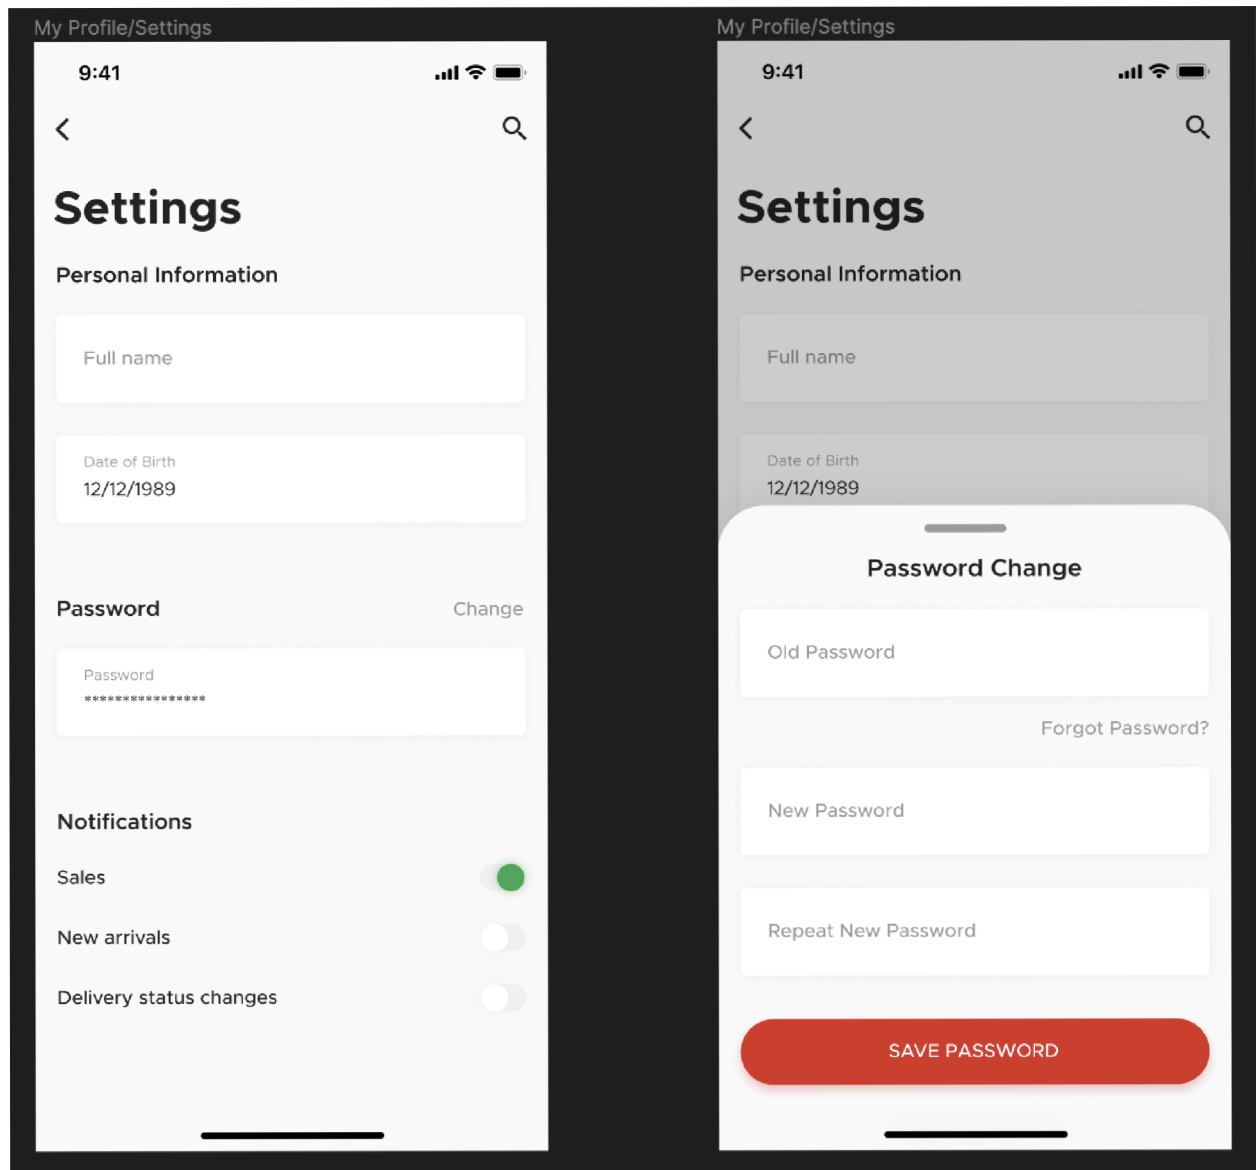 My Profile/Settings
9:41
Settings
Personal Information
Full name
Date of Birth
12/12/1989
Password
Change
Password
****************
Notifications
Sales
New arrivals
Delivery status changes
My Profile/Settings
9:41
Settings
Personal Information
Full name
Date of Birth
12/12/1989
Password Change
Old Password
Forgot Password?
New Password
Repeat New Password
SAVE PASSWORD